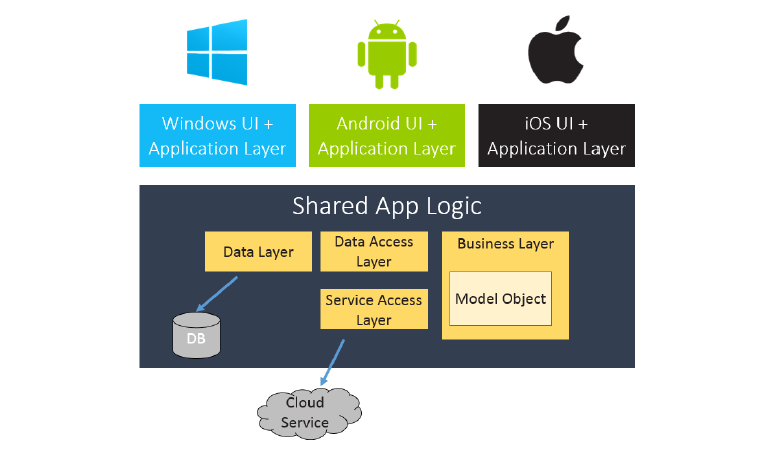 Windows UI +
Application Layer
Android UI +
Application Layer
iOS UI +
Application Layer
Shared App Logic
Data Layer
Data Access
Layer
Business Layer
Model Object
Service Access
Layer
DB
Cloud
Service